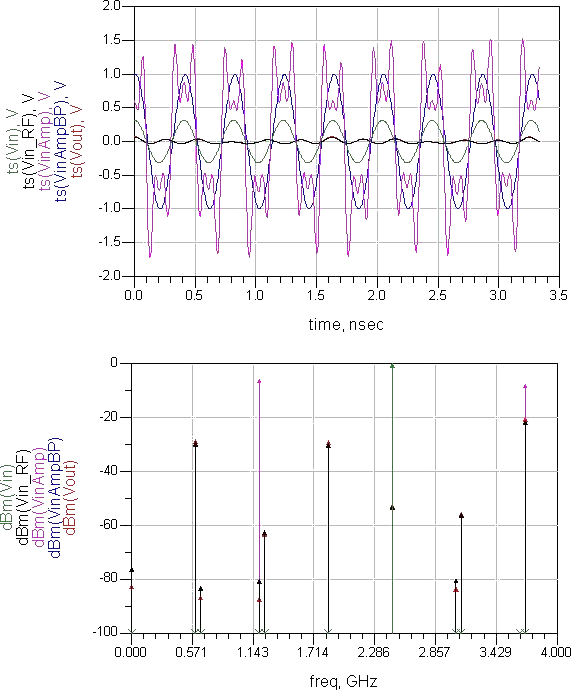 ts(Vin), V
ts(Vin_RF), V
ts(VinAmp), V
ts(VinAmpBP), V
ts(Vout), V
2.0
1.5
1.0
0.5
0.0
-0.5
-1.0
-1.5
-2.0
0.0 0.5 1.0 1.5 2.0 2.5 3.0 3.5
time, nsec
dBm(Vin)
dBm(Vin_RF)
dBm(VinAmp)
dBm(VinAmpBP)
dBm(Vout)
0
-20
-40
-60
-80
-100
0.000 0.571 1.143 1.714 2.286 2.857 3.429 4.000
freq, GHz